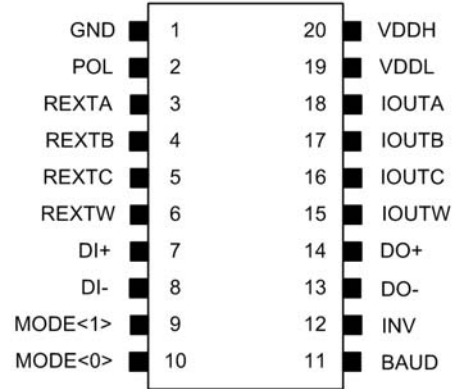 GND 1 20 VDDH
POL 2 19 VDDL
REXTA 3 18 IOUTA
REXTB 4 17 IOUTB
REXTC 5 16 IOUTC
REXTW 6 15 IOUTW
DI+ 7 14 DO+
DI- 8 13 DO-
MODE<1> 9 12 INV
MODE<0> 10 11 BAUD